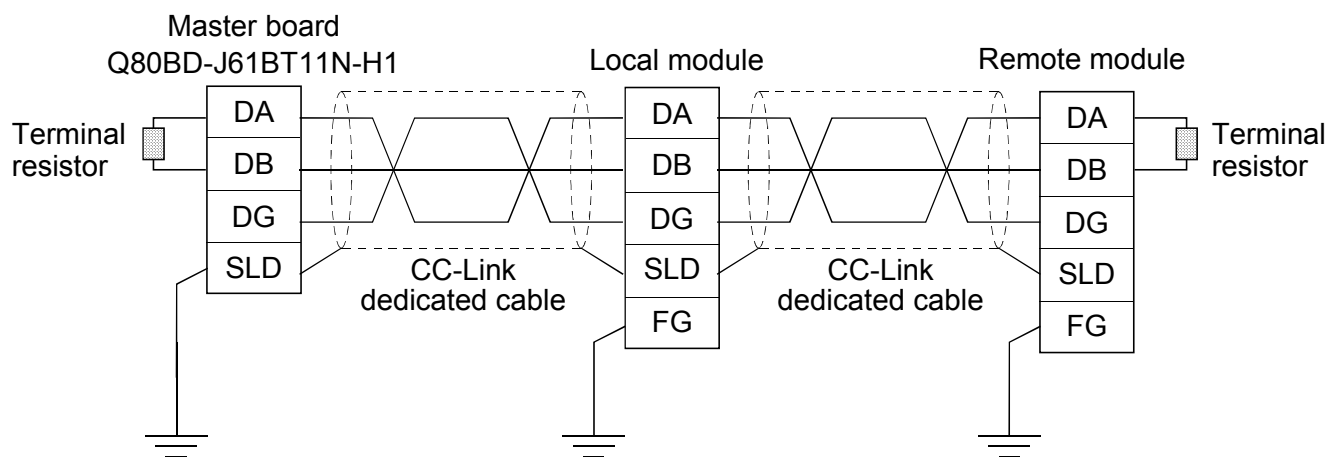 Master board
Q80BD-J61BT11N-H1
Local module
Remote module
Terminal
resistor
DA
DB
DG
SLD
CC-Link
dedicated cable
DA
DB
DG
SLD
FG
CC-Link
dedicated cable
DA
DB
DG
SLD
FG
Terminal
resistor